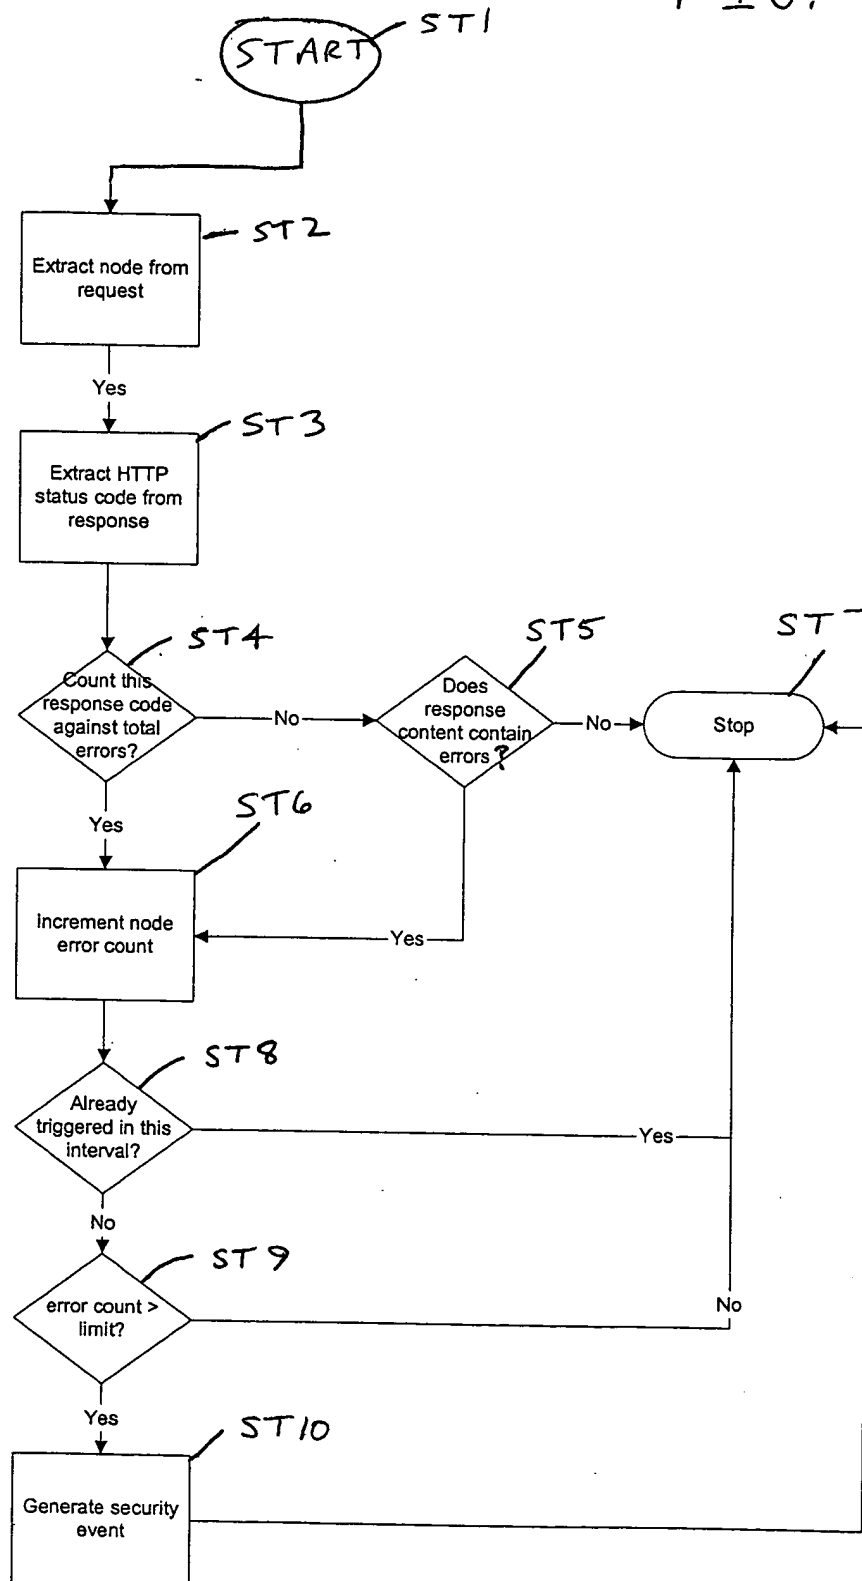 FIG.
START
ST1
ST2
Extract node from
request
Yes
ST3
Extract HTTP
status code from
response
ST4
Count this
response code
against total
errors?
No
ST5
Does
response
content contain
errors?
No
ST7
Stop
Yes
ST6
Increment node
error count
Yes
ST8
Already
triggered in this
interval?
Yes
No
ST9
error count >
limit?
No
Yes
ST10
Generate security
event